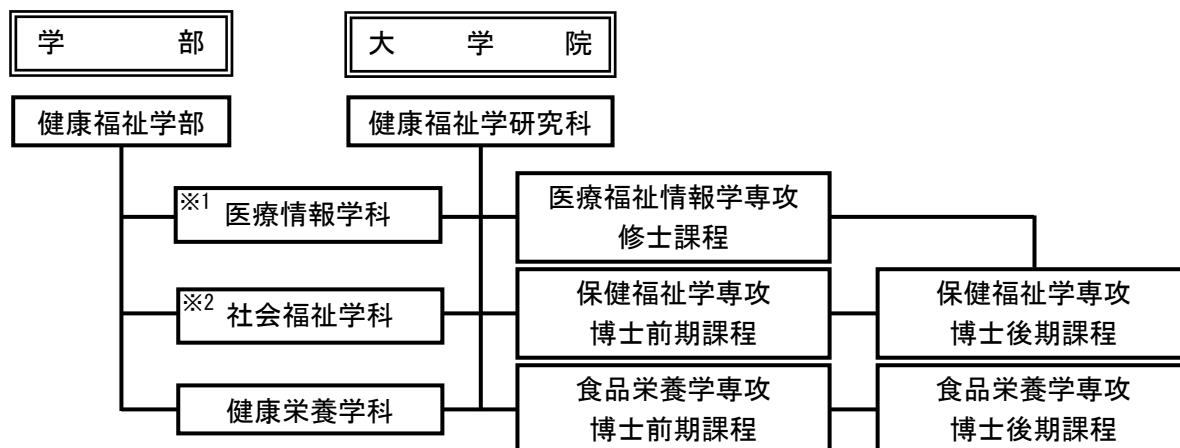 学部
大学院
健康福祉学部
健康福祉学研究科
※1 医療情報学科
医療福祉情報学専攻
修士課程
※2 社会福祉学科
保健福祉学専攻
博士前期課程
保健福祉学専攻
博士後期課程
健康栄養学科
食品栄養学専攻
博士前期課程
食品栄養学専攻
博士後期課程